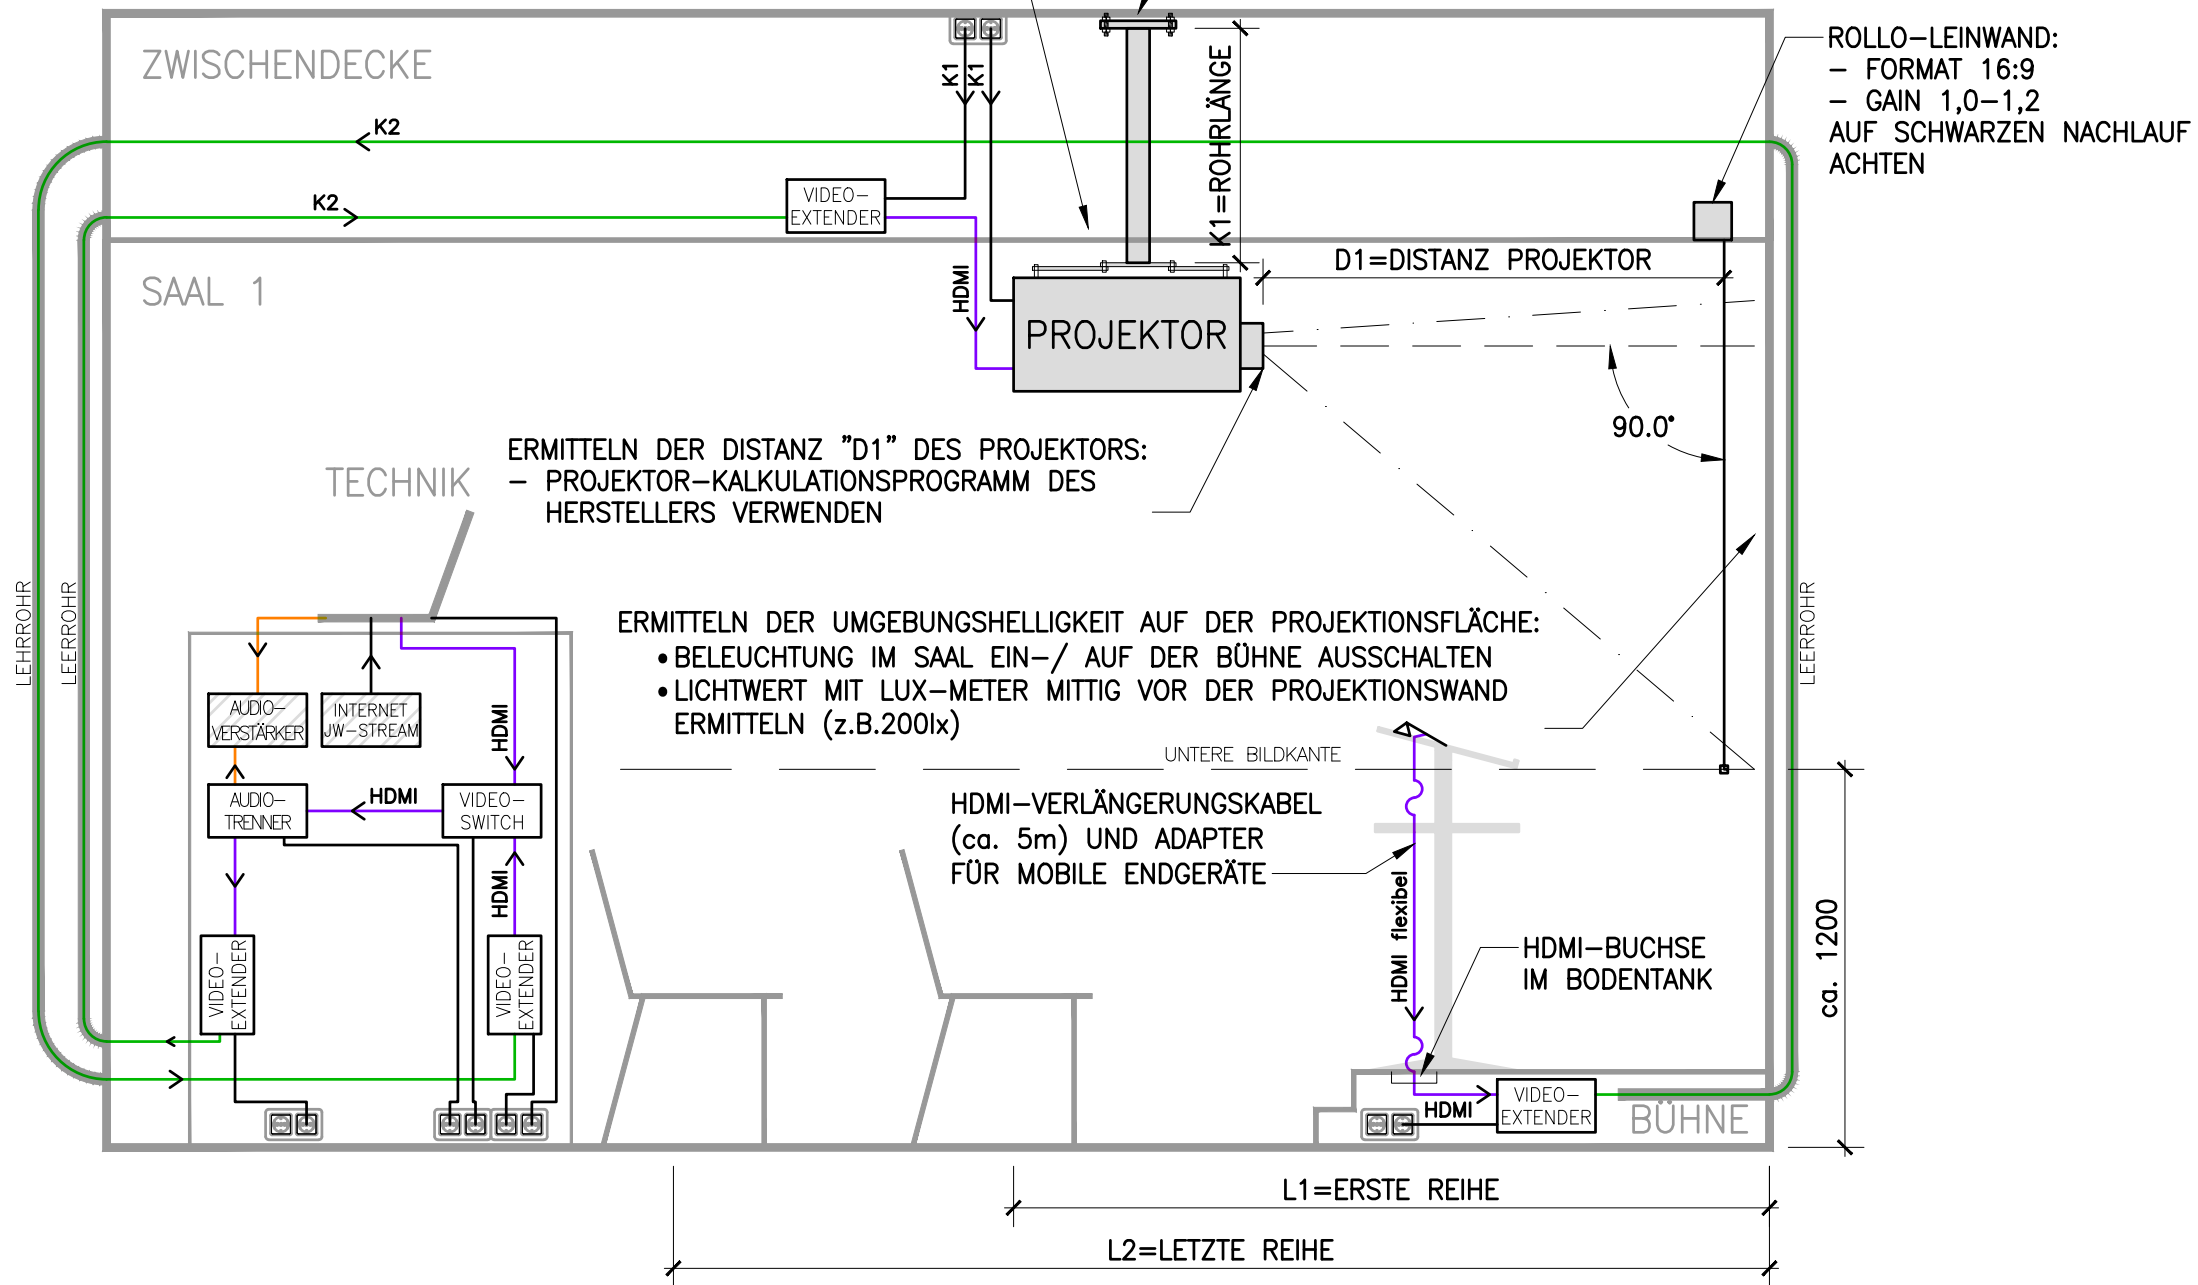 ZWISCHENDECKE
K1
K1
K1=ROHRLÄNGE
ROLLO-LEINWAND:
- FORMAT 16:9
- GAIN 1,0-1,2
AUF SCHWARZEN NACHLAUF
ACHTEN
K2
K2
VIDEO-
EXTENDER
SAAL 1
HDMI
D1=DISTANZ PROJEKTOR
PROJEKTOR
90.0°
ERMITTELN DER DISTANZ "D1" DES PROJEKTORS:
- PROJEKTOR-KALKULATIONSPROGRAMM DES
HERSTELLERS VERWENDEN
TECHNIK
LEHRROHR
LEERROHR
LEERROHR
ERMITTELN DER UMGEBUNGSHELLIGKEIT AUF DER PROJEKTIONSFLÄCHE:
• BELEUCHTUNG IM SAAL EIN-/ AUF DER BÜHNE AUSSCHALTEN
• LICHTWERT MIT LUX-METER MITTIG VOR DER PROJEKTIONSWAND
ERMITTELN (z.B.200lx)
AUDIO-
VERSTÄRKER
INTERNET
JW-STREAM
HDMI
UNTERE BILDKANTE
AUDIO-
TRENNER
HDMI
VIDEO-
SWITCH
HDMI
HDMI-VERLÄNGERUNGSKABEL
(ca. 5m) UND ADAPTER
FÜR MOBILE ENDGERÄTE
HDMI flexibel
HDMI-BUCHSE
IM BODENTANK
ca. 1200
VIDEO-
EXTENDER
VIDEO-
EXTENDER
HDMI
VIDEO-
EXTENDER
BÜHNE
L1=ERSTE REIHE
L2=LETZTE REIHE